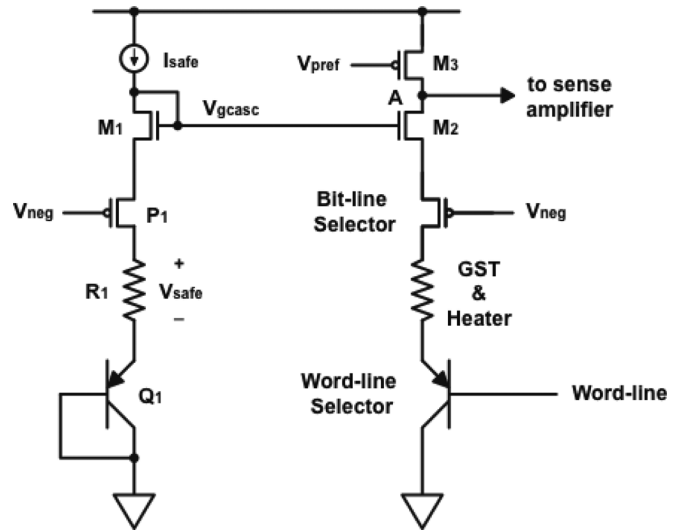 Isafe
Vpref
M3
A
to sense
amplifier
Vgcasc
M1
M2
Vneg
P1
Bit-line
Selector
Vneg
R1
+
Vsafe
–
GST
&
Heater
Q1
Word-line
Selector
Word-line